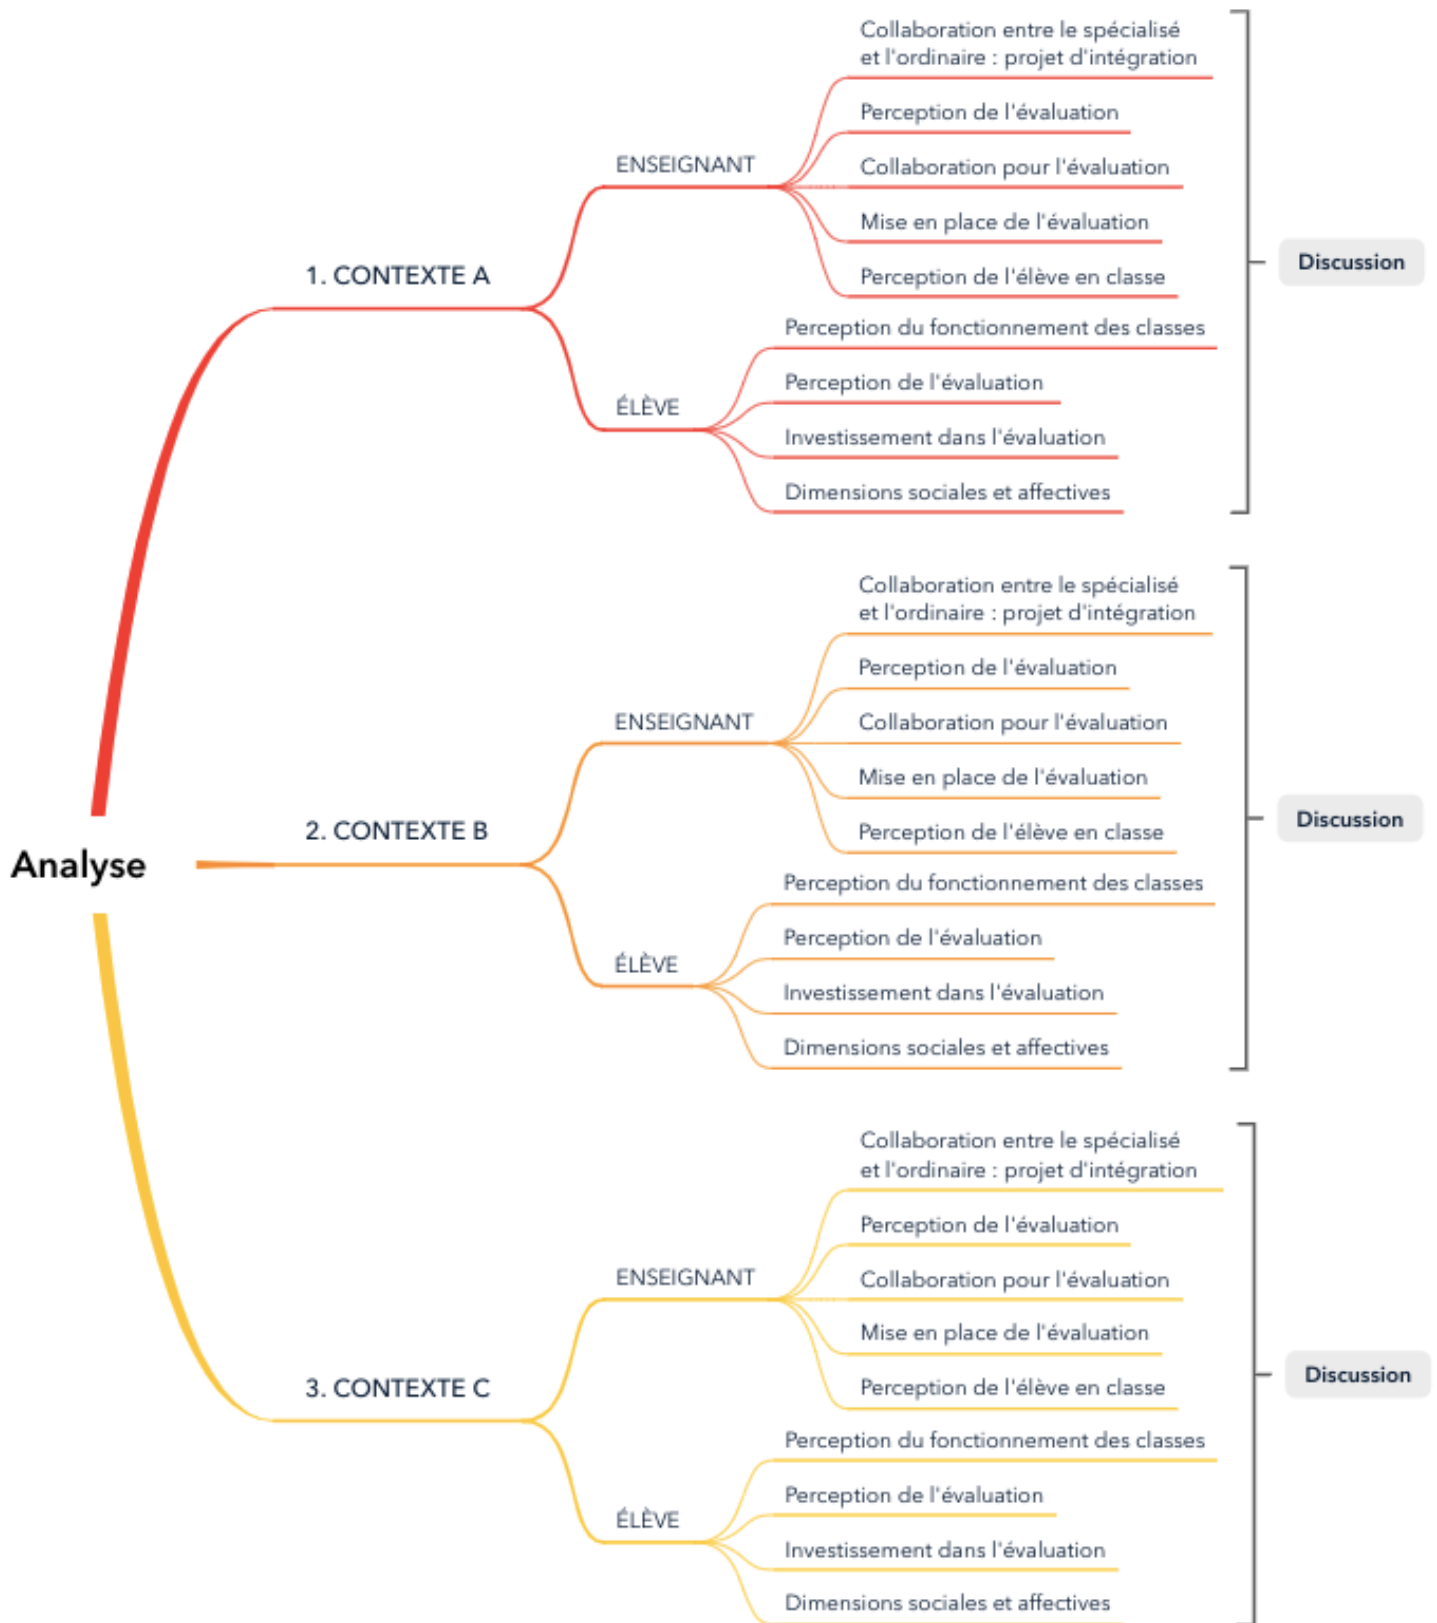 Analyse
1. CONTEXTE A
ENSEIGNANT
Collaboration entre le spécialisé
et l'ordinaire : projet d'intégration
Perception de l'évaluation
Collaboration pour l'évaluation
Mise en place de l'évaluation
Perception de l'élève en classe
ÉLÈVE
Perception du fonctionnement des classes
Perception de l'évaluation
Investissement dans l'évaluation
Dimensions sociales et affectives
Discussion
2. CONTEXTE B
ENSEIGNANT
Collaboration entre le spécialisé
et l'ordinaire : projet d'intégration
Perception de l'évaluation
Collaboration pour l'évaluation
Mise en place de l'évaluation
Perception de l'élève en classe
ÉLÈVE
Perception du fonctionnement des classes
Perception de l'évaluation
Investissement dans l'évaluation
Dimensions sociales et affectives
Discussion
3. CONTEXTE C
ENSEIGNANT
Collaboration entre le spécialisé
et l'ordinaire : projet d'intégration
Perception de l'évaluation
Collaboration pour l'évaluation
Mise en place de l'évaluation
Perception de l'élève en classe
ÉLÈVE
Perception du fonctionnement des classes
Perception de l'évaluation
Investissement dans l'évaluation
Dimensions sociales et affectives
Discussion